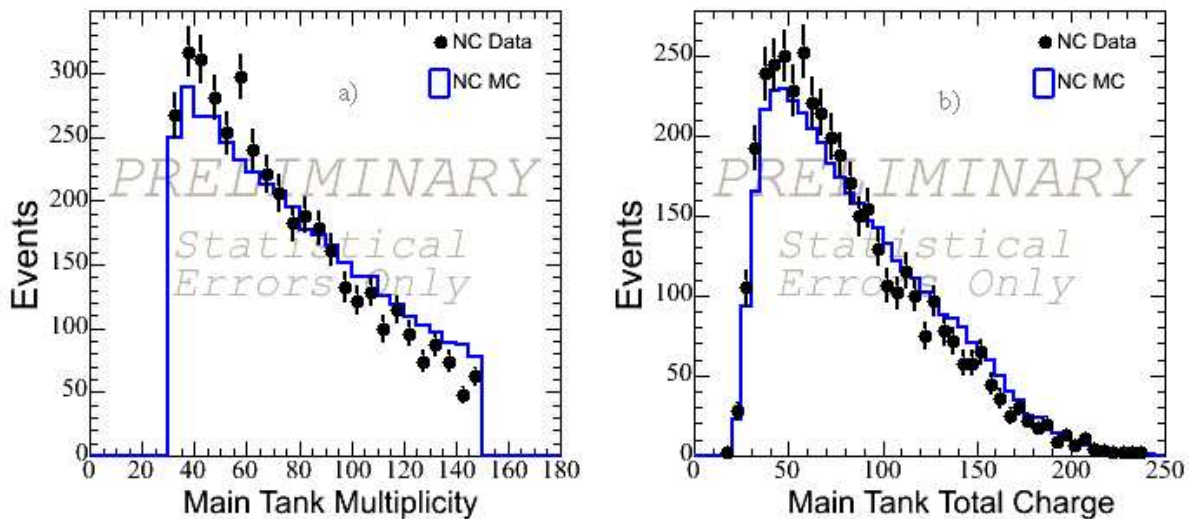 NC Data
NC MC
a)
PRELIMINARY
Statistical
Errors Only
Events
300
250
200
150
100
50
0
0 20 40 60 80 100 120 140 160 180
Main Tank Multiplicity
NC Data
NC MC
b)
PRELIMINARY
Statistical
Errors Only
Events
250
200
150
100
50
0
0 50 100 150 200 250
Main Tank Total Charge